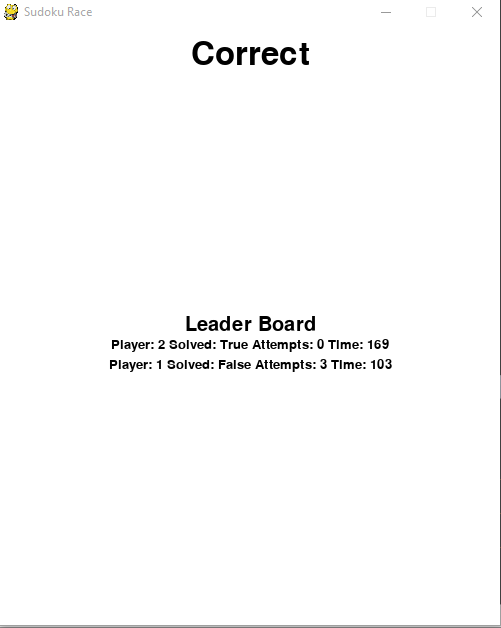 Sudoku Race
Correct
Leader Board
Player: 2 Solved: True Attempts: 0 Time: 169
Player: 1 Solved: False Attempts: 3 Time: 103